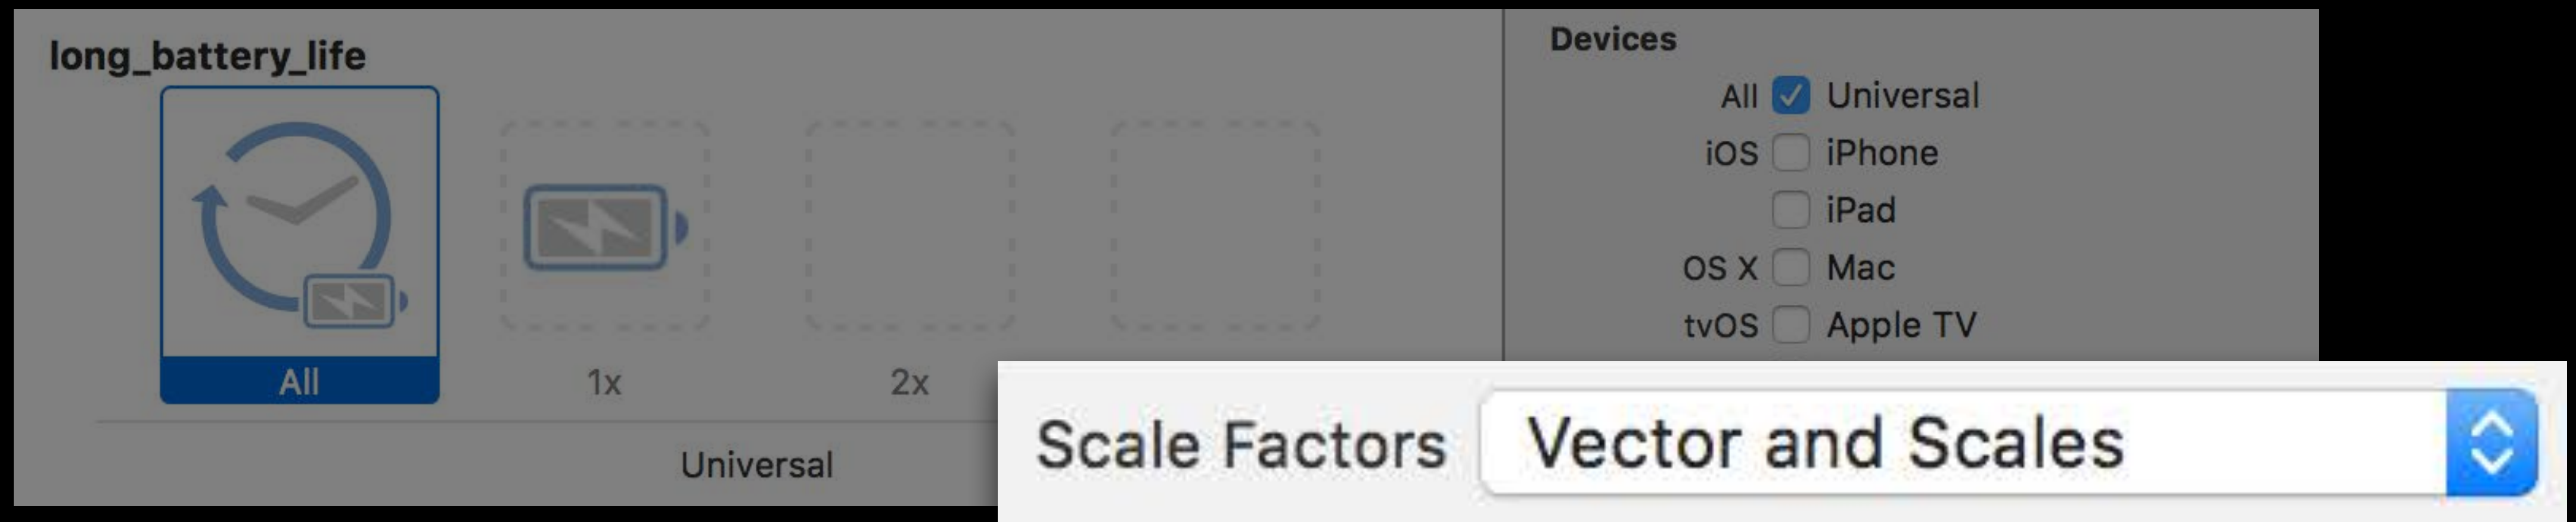 long_battery_life
All
1x
2x
Universal
Devices
All Universal
iOS iPhone
iPad
OS X Mac
tvOS Apple TV
Scale Factors Vector and Scales